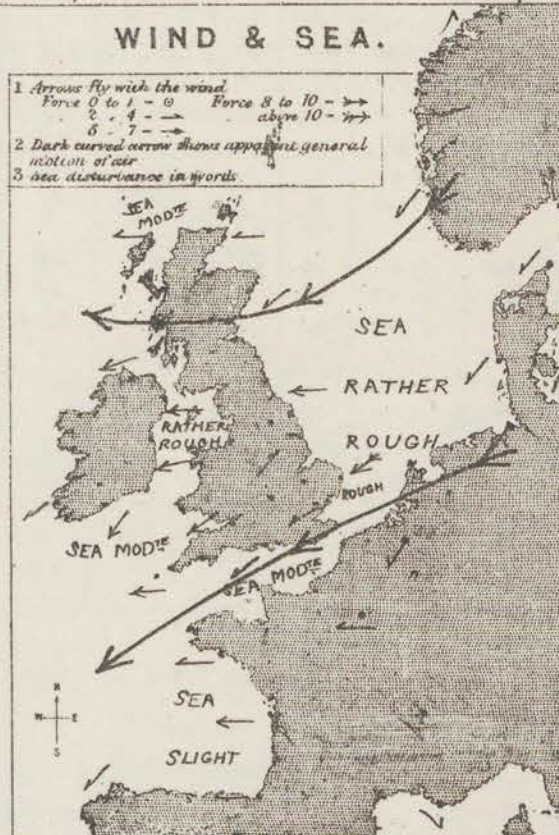 WIND & SEA.
1 Arrows fly with the wind
Force 0 to 1 - ⊙ Force 8 to 10 -
2 „ 4 - above 10 -
5 - 7 -
2 Dark curved arrow shows apparent general
motion of air
3 Sea disturbance in words
SEA
MODTE
SEA
RATHER
RATHER
ROUGH
ROUGH
ROUGH
SEA MODTE
SEA MODTE
SEA
SLIGHT
N
W E
S